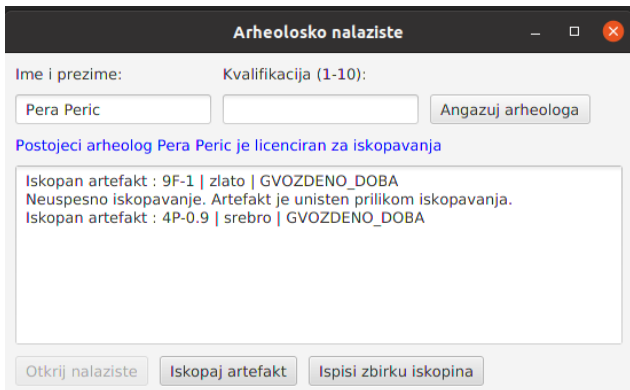 Arheolosko nalaziste
Ime i prezime: Kvalifikacija (1-10):
Pera Peric Angazuj arheologa
Postojeci arheolog Pera Peric je licenciran za iskopavanja
Iskopan artefakt : 9F-1 | zlato | GVOZDENO_DOBA
Neuspesno iskopavanje. Artefakt je unisten prilikom iskopavanja.
Iskopan artefakt : 4P-0.9 | srebro | GVOZDENO_DOBA
Otkrij nalaziste Iskopaj artefakt Ispisi zbirku iskopina